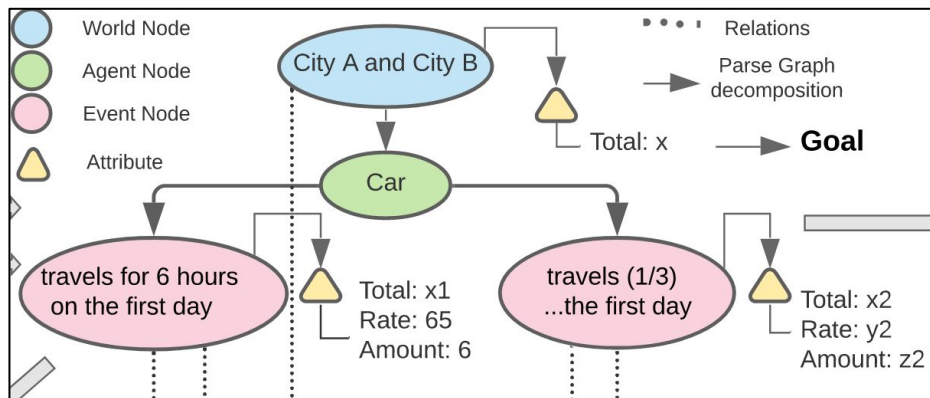 World Node
Agent Node
Event Node
Attribute
City A and City B
Relations
Parse Graph
decomposition
Total: x
Goal
Car
travels for 6 hours
on the first day
Total: x1
Rate: 65
Amount: 6
travels (1/3)
...the first day
Total: x2
Rate: y2
Amount: z2